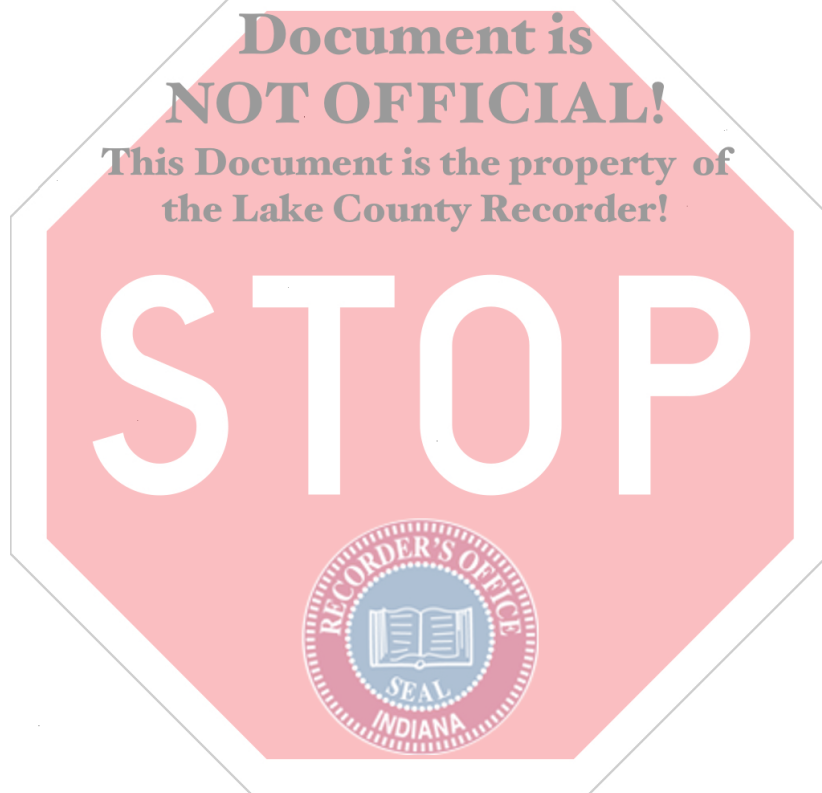 Document is
NOT OFFICIAL!
This Document is the property of
the Lake County Recorder!
STOP
RECORDER'S OFFICE
SEAL
INDIANA